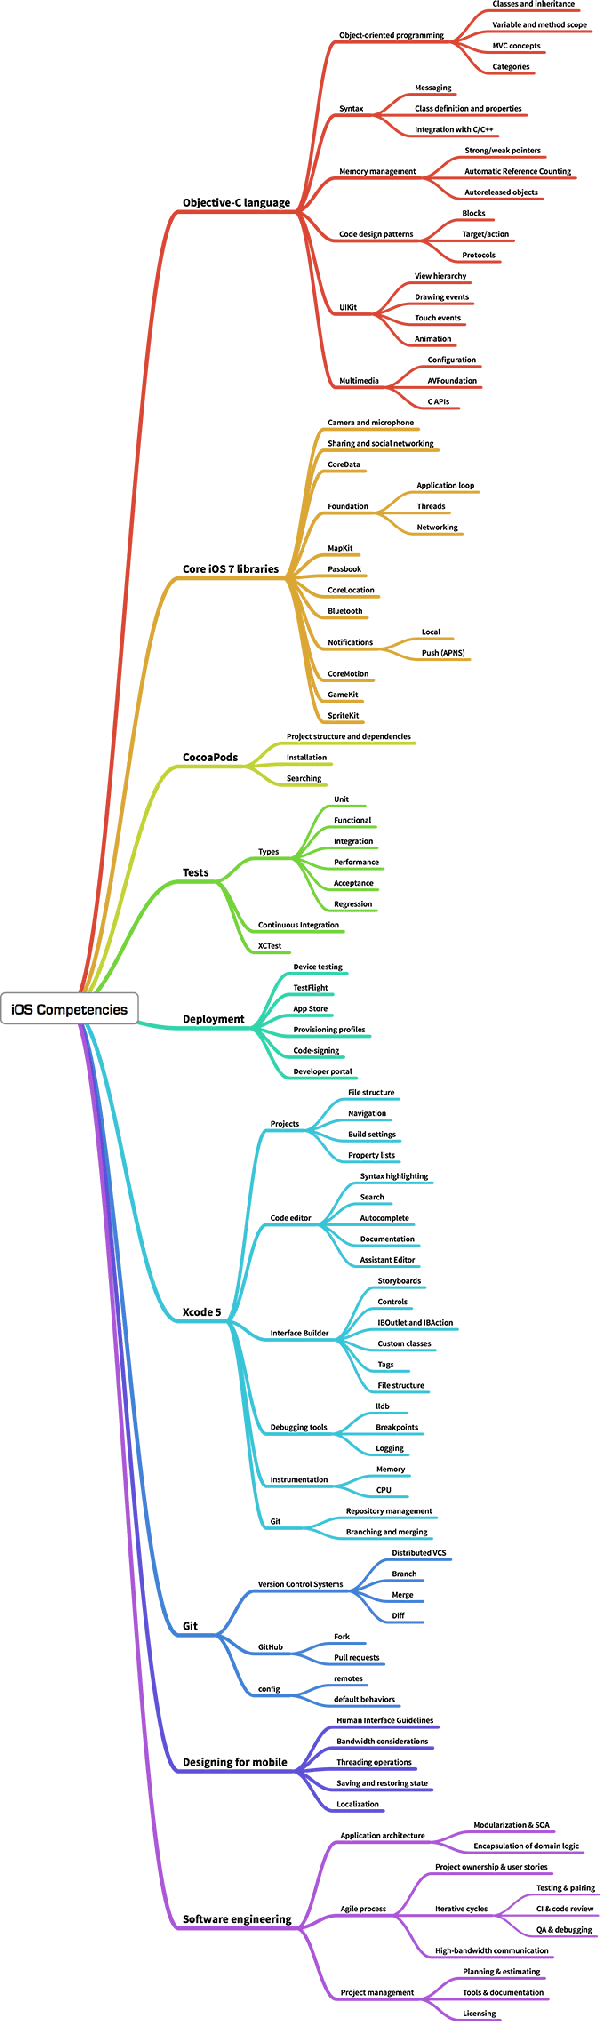 Classes and inheritance
Object-oriented programming
Variable and method scope
MVC concepts
Categories
Messaging
Syntax
Class definition and properties
Integration with C/C++
Strong/weak pointers
Memory management
Automatic Reference Counting
Autoreleased objects
Objective-C language
Blocks
Code design patterns
Target/action
Protocols
View hierarchy
Drawing events
UIKit
Touch events
Animation
Configuration
Multimedia
AVFoundation
C APIs
Camera and microphone
Sharing and social networking
CoreData
Application loop
Foundation
Threads
Networking
MapKit
Core iOS 7 libraries
Passbook
CoreLocation
Bluetooth
Local
Notifications
Push (APNS)
CoreMotion
GameKit
SpriteKit
Project structure and dependencies
CocoaPods
Installation
Searching
Unit
Functional
Integration
Types
Performance
Tests
Acceptance
Regression
Continuous Integration
XCTest
Device testing
TestFlight
iOS Competencies
App Store
Deployment
Provisioning profiles
Code-signing
Developer portal
File structure
Projects
Navigation
Build settings
Property lists
Syntax highlighting
Search
Code editor
Autocomplete
Documentation
Assistant Editor
Storyboards
Controls
Xcode 5
IBOutlet and IBAction
Interface Builder
Custom classes
Tags
File structure
lldb
Debugging tools
Breakpoints
Logging
Memory
Instrumentation
CPU
Repository management
Git
Branching and merging
Distributed VCS
Version Control Systems
Branch
Merge
Diff
Git
Fork
GitHub
Pull requests
remotes
config
default behaviors
Human Interface Guidelines
Bandwidth considerations
Designing for mobile
Threading operations
Saving and restoring state
Localization
Modularization & SOA
Application architecture
Encapsulation of domain logic
Project ownership & user stories
Testing & pairing
Agile process
Iterative cycles
CI & code review
Software engineering
QA & debugging
High-bandwidth communication
Planning & estimating
Project management
Tools & documentation
Licensing